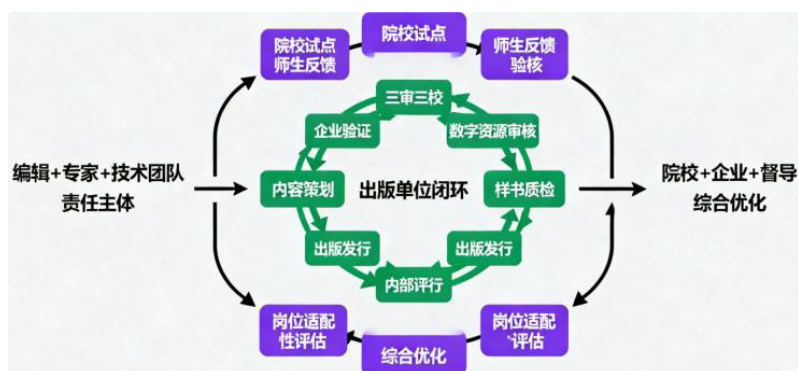 院校试点
师生反馈
院校试点
师生反馈
验核
三审三校
企业验证
数字资源审核
编辑+专家+技术团队
责任主体
内容策划
出版单位闭环
样书质检
院校+企业+督导
综合优化
出版发行
出版发行
内部评行
岗位适配
性评估
综合优化
岗位适配
评估